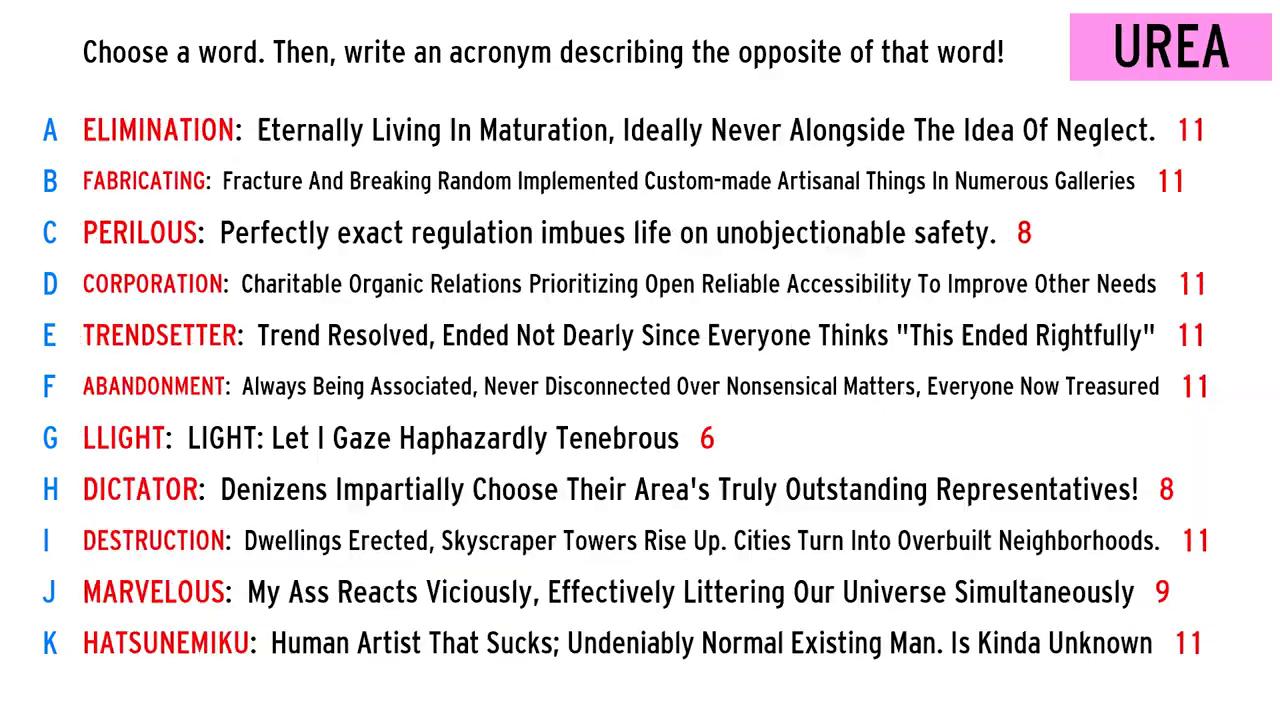 Choose a word. Then, write an acronym describing the opposite of that word!
UREA
A ELIMINATION: Eternally Living In Maturation, Ideally Never Alongside The Idea Of Neglect. 11
B FABRICATING: Fracture And Breaking Random Implemented Custom-made Artisanal Things In Numerous Galleries 11
C PERILOUS: Perfectly exact regulation imbues life on unobjectionable safety. 8
D CORPORATION: Charitable Organic Relations Prioritizing Open Reliable Accessibility To Improve Other Needs 11
E TRENDSETTER: Trend Resolved, Ended Not Dearly Since Everyone Thinks "This Ended Rightfully" 11
F ABANDONMENT: Always Being Associated, Never Disconnected Over Nonsensical Matters, Everyone Now Treasured 11
G LLIGHT: LIGHT: Let I Gaze Haphazardly Tenebrous 6
H DICTATOR: Denizens Impartially Choose Their Area's Truly Outstanding Representatives! 8
I DESTRUCTION: Dwellings Erected, Skyscraper Towers Rise Up. Cities Turn Into Overbuilt Neighborhoods. 11
J MARVELOUS: My Ass Reacts Viciously, Effectively Littering Our Universe Simultaneously 9
K HATSUNEMIKU: Human Artist That Sucks; Undeniably Normal Existing Man. Is Kinda Unknown 11